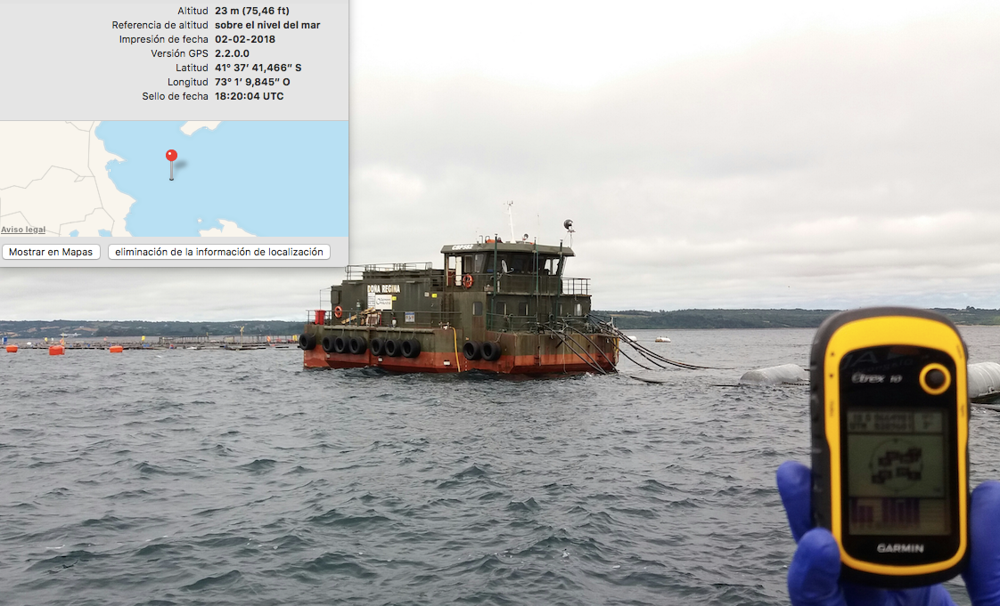 Altitud 23 m (75,46 ft)
Referencia de altitud sobre el nivel del mar
Impresión de fecha 02-02-2018
Versión GPS 2.2.0.0
Latitud 41° 37’ 41,466” S
Longitud 73° 1’ 9,845” O
Sello de fecha 18:20:04 UTC
Aviso legal
Mostrar en Mapas
eliminación de la información de localización
DOÑA REGINA
etrex 10
GARMIN